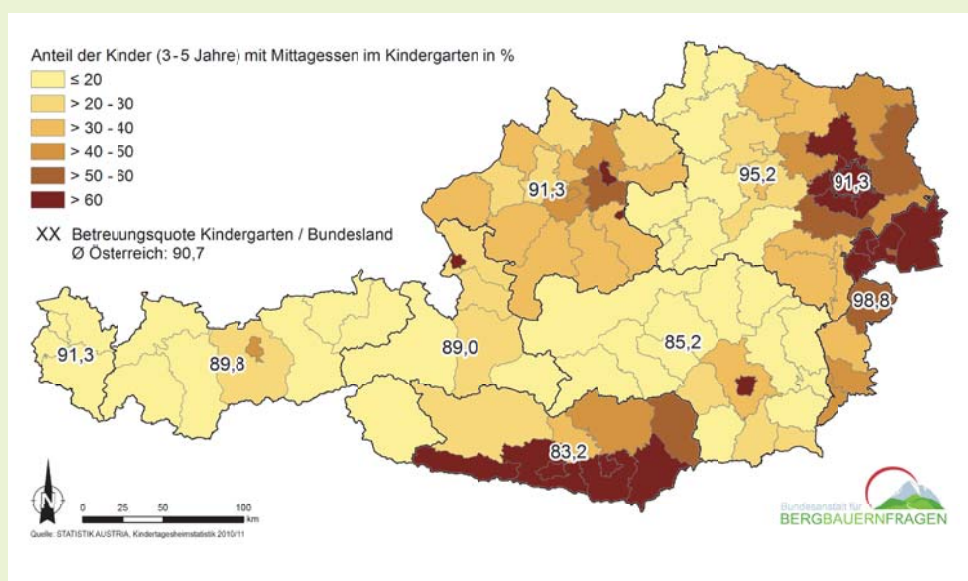 Anteil der Kinder (3-5 Jahre) mit Mittagessen im Kindergarten in %
≤ 20
> 20 - 30
> 30 - 40
> 40 - 50
> 50 - 60
> 60
XX Betreuungsquote Kindergarten / Bundesland
Ø Österreich: 90,7
91,3
95,2
91,3
98,8
91,3
89,8
89,0
85,2
83,2
N
0 25 50 100
km
Quelle: STATISTIK AUSTRIA, Kindertagesheimstatistik 2010/11
Bundesanstalt für
BERGBAUERNFRAGEN